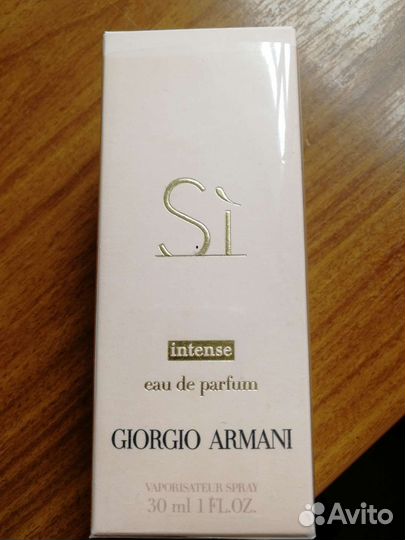 Sì
intense
eau de parfum
GIORGIO ARMANI
VAPORISATEUR SPRAY
30 ml 1 FL.OZ.
Avito